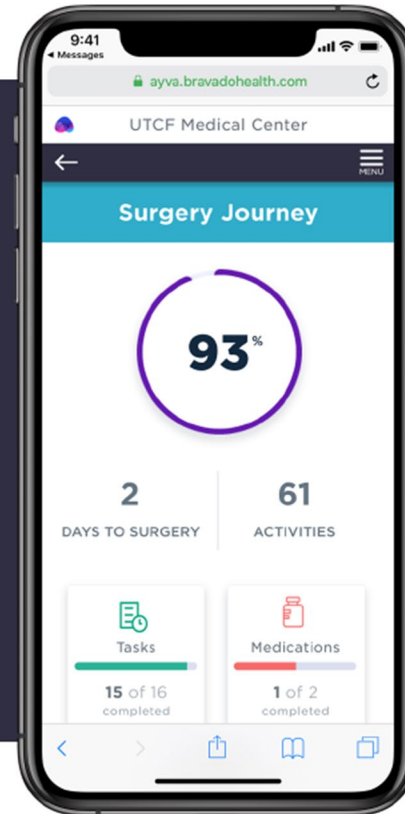 9:41
Messages
ayva.bravadohealth.com
UTCF Medical Center
MENU
Surgery Journey
93%
2
DAYS TO SURGERY
61
ACTIVITIES
Tasks
15 of 16
completed
Medications
1 of 2
completed